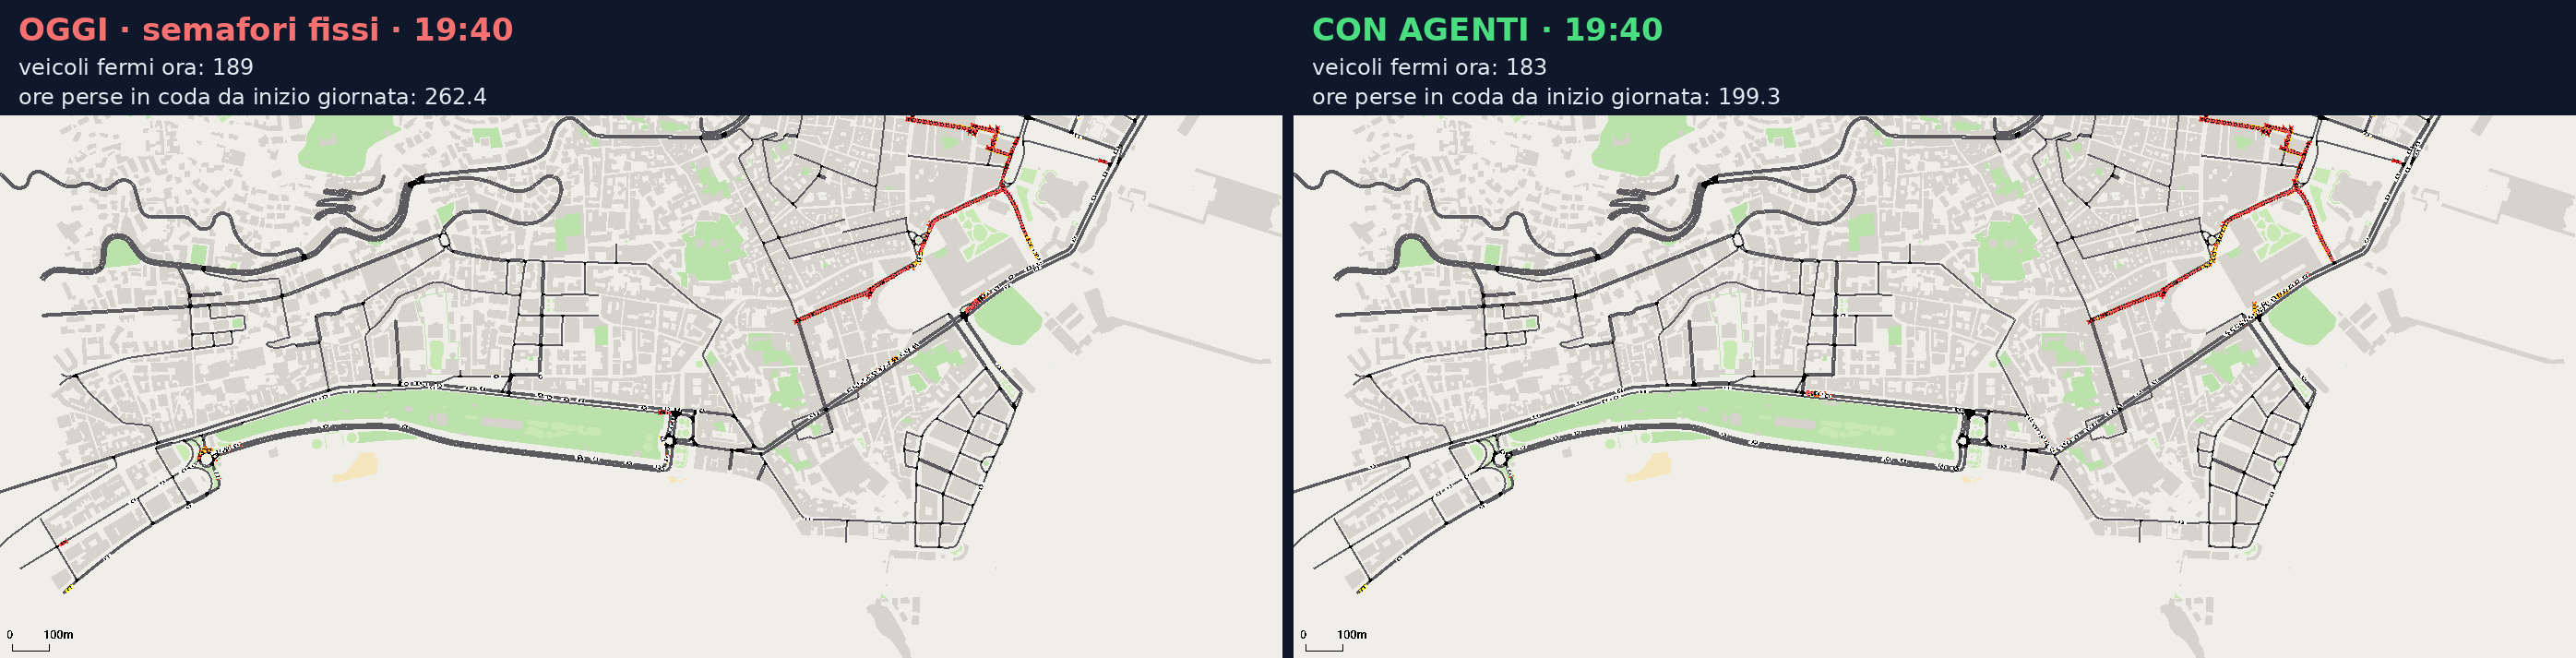 OGGI · semafori fissi · 19:40
veicoli fermi ora: 189
ore perse in coda da inizio giornata: 262.4
0 100m
CON AGENTI · 19:40
veicoli fermi ora: 183
ore perse in coda da inizio giornata: 199.3
0 100m